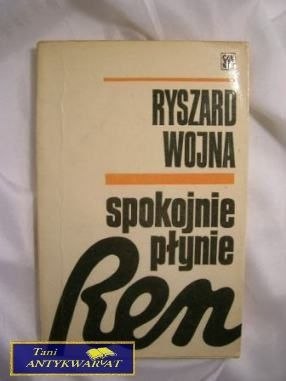 RYSZARD
WOJNA
spokojnie
płynie
Ren
Tani
ANTYKWARIAT